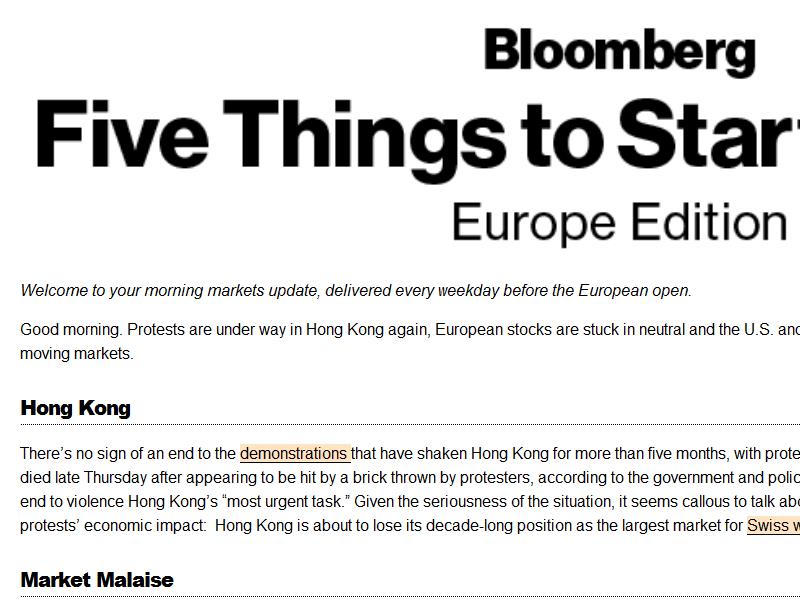 Bloomberg
Five Things to Start
Europe Edition
Welcome to your morning markets update, delivered every weekday before the European open.
Good morning. Protests are under way in Hong Kong again, European stocks are stuck in neutral and the U.S. and
moving markets.
Hong Kong
There's no sign of an end to the demonstrations that have shaken Hong Kong for more than five months, with
died late Thursday after appearing to be hit by a brick thrown by protesters, according to the government and
end to violence Hong Kong's “most urgent task.” Given the seriousness of the situation, it seems callous to talk
protests' economic impact:  Hong Kong is about to lose its decade-long position as the largest market for Swiss
Market Malaise